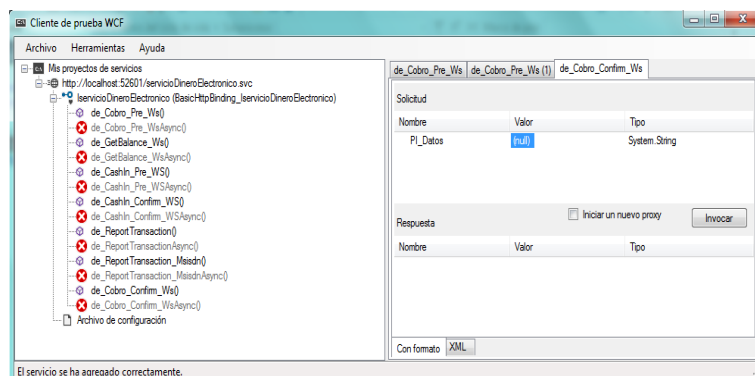 Cliente de prueba WCF
Archivo Herramientas Ayuda
Mis proyectos de servicios
http://localhost:52601/servicioDineroElectronico.svc
IservicioDineroElectronico (BasicHttpBinding_IservicioDineroElectronico)
de_Cobro_Pre_Ws()
de_Cobro_Pre_WsAsync()
de_GetBalance_Ws()
de_GetBalance_WsAsync()
de_CashIn_Pre_WS()
de_CashIn_Pre_WSAsync()
de_CashIn_Confirm_WS()
de_CashIn_Confirm_WSAsync()
de_ReportTransaction()
de_ReportTransactionAsync()
de_ReportTransaction_Msisdn()
de_ReportTransaction_MsisdnAsync()
de_Cobro_Confirm_Ws()
de_Cobro_Confirm_WsAsync()
Archivo de configuración
de_Cobro_Pre_Ws de_Cobro_Pre_Ws (1) de_Cobro_Confirm_Ws
Solicitud
Nombre Valor Tipo
PI_Datos (null) System.String
Respuesta Iniciar un nuevo proxy Invocar
Nombre Valor Tipo
Con formato XML
El servicio se ha agregado correctamente.